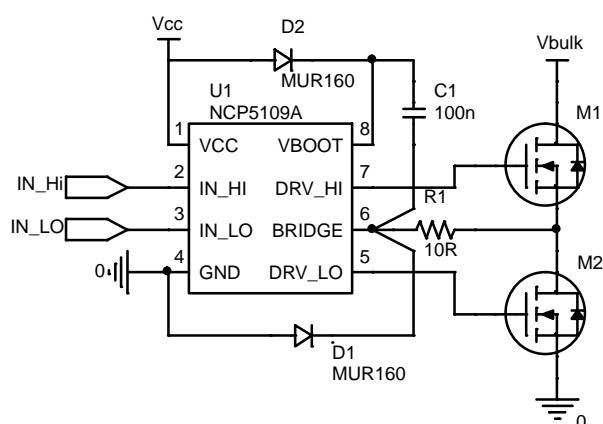 Vcc
D2
MUR160
Vbulk
U1
NCP5109A
C1
100n
M1
1
VCC
VBOOT
8
IN_Hi
2
IN_HI
DRV_HI
7
R1
IN_LO
3
IN_LO
BRIDGE
6
10R
0
4
GND
DRV_LO
5
M2
D1
MUR160
0